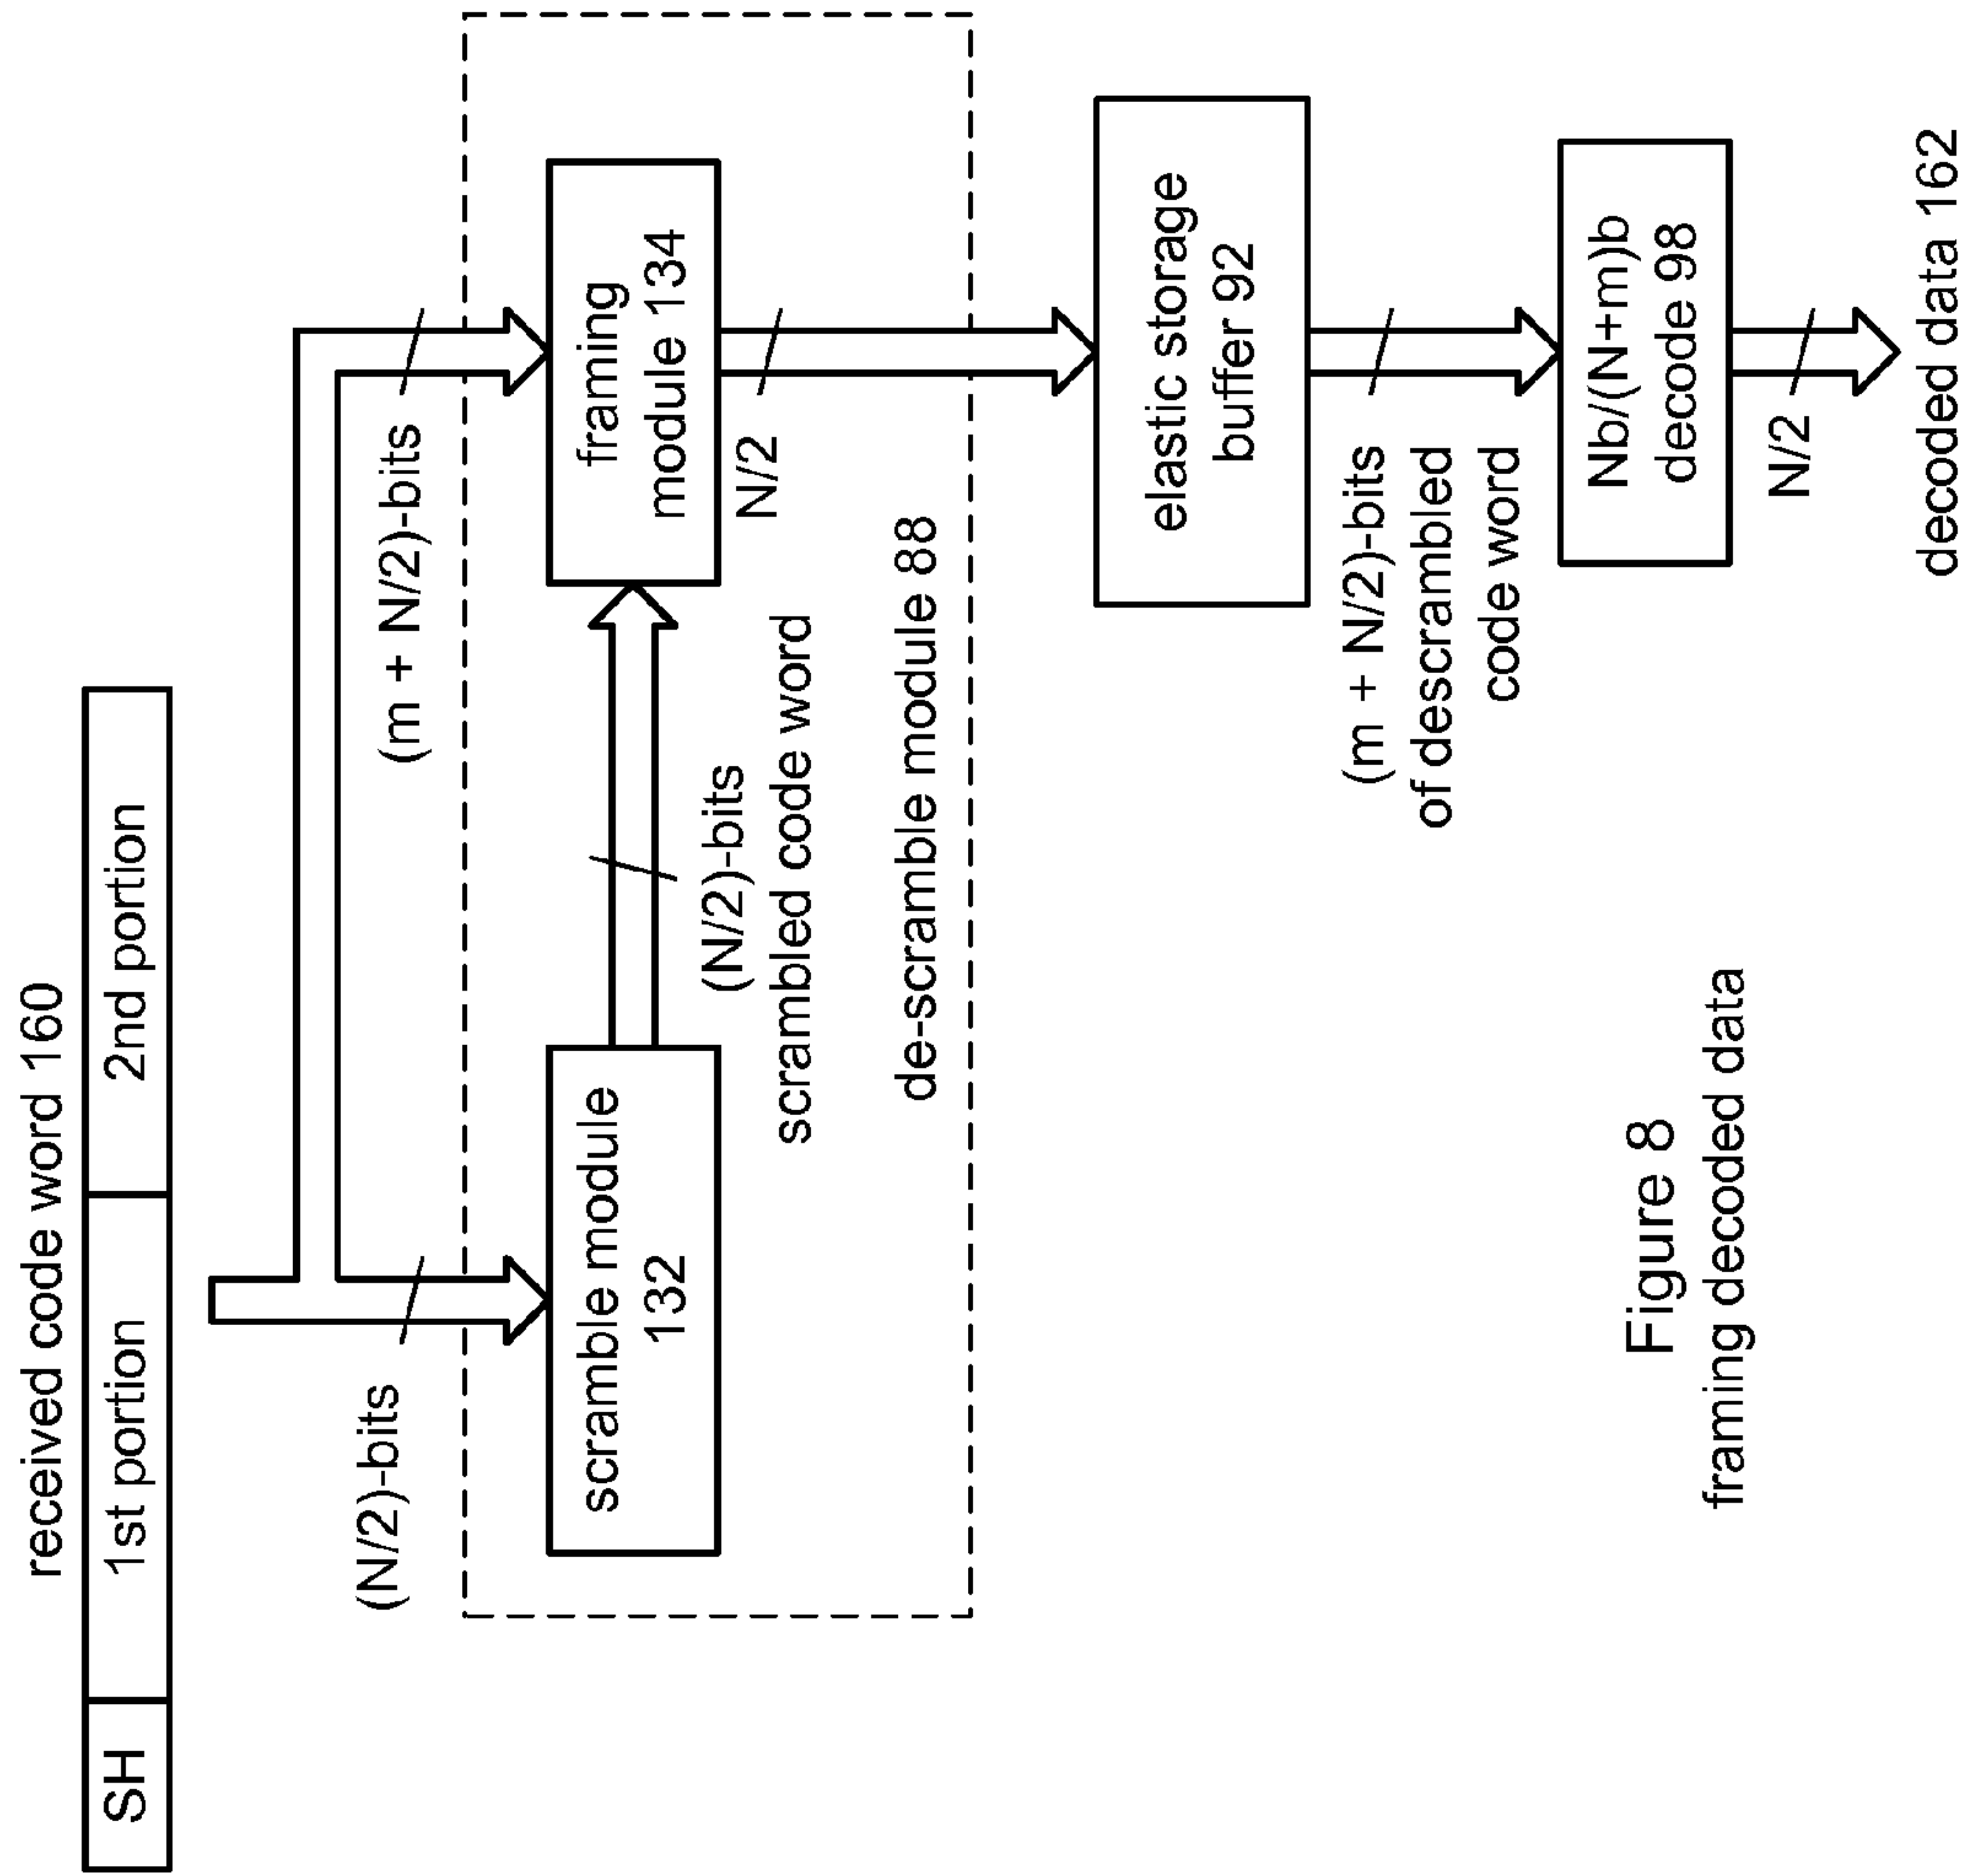 received code word 160
SH
1st portion
2nd portion
(N/2)-bits
(m + N/2)-bits
scramble module
132
(N/2)-bits
scrambled code word
framing
module 134
N/2
de-scramble module 88
elastic storage
buffer 92
(m + N/2)-bits
of descrambled
code word
Nb/(N+m)b
decode 98
N/2
decoded data 162
Figure 8
framing decoded data